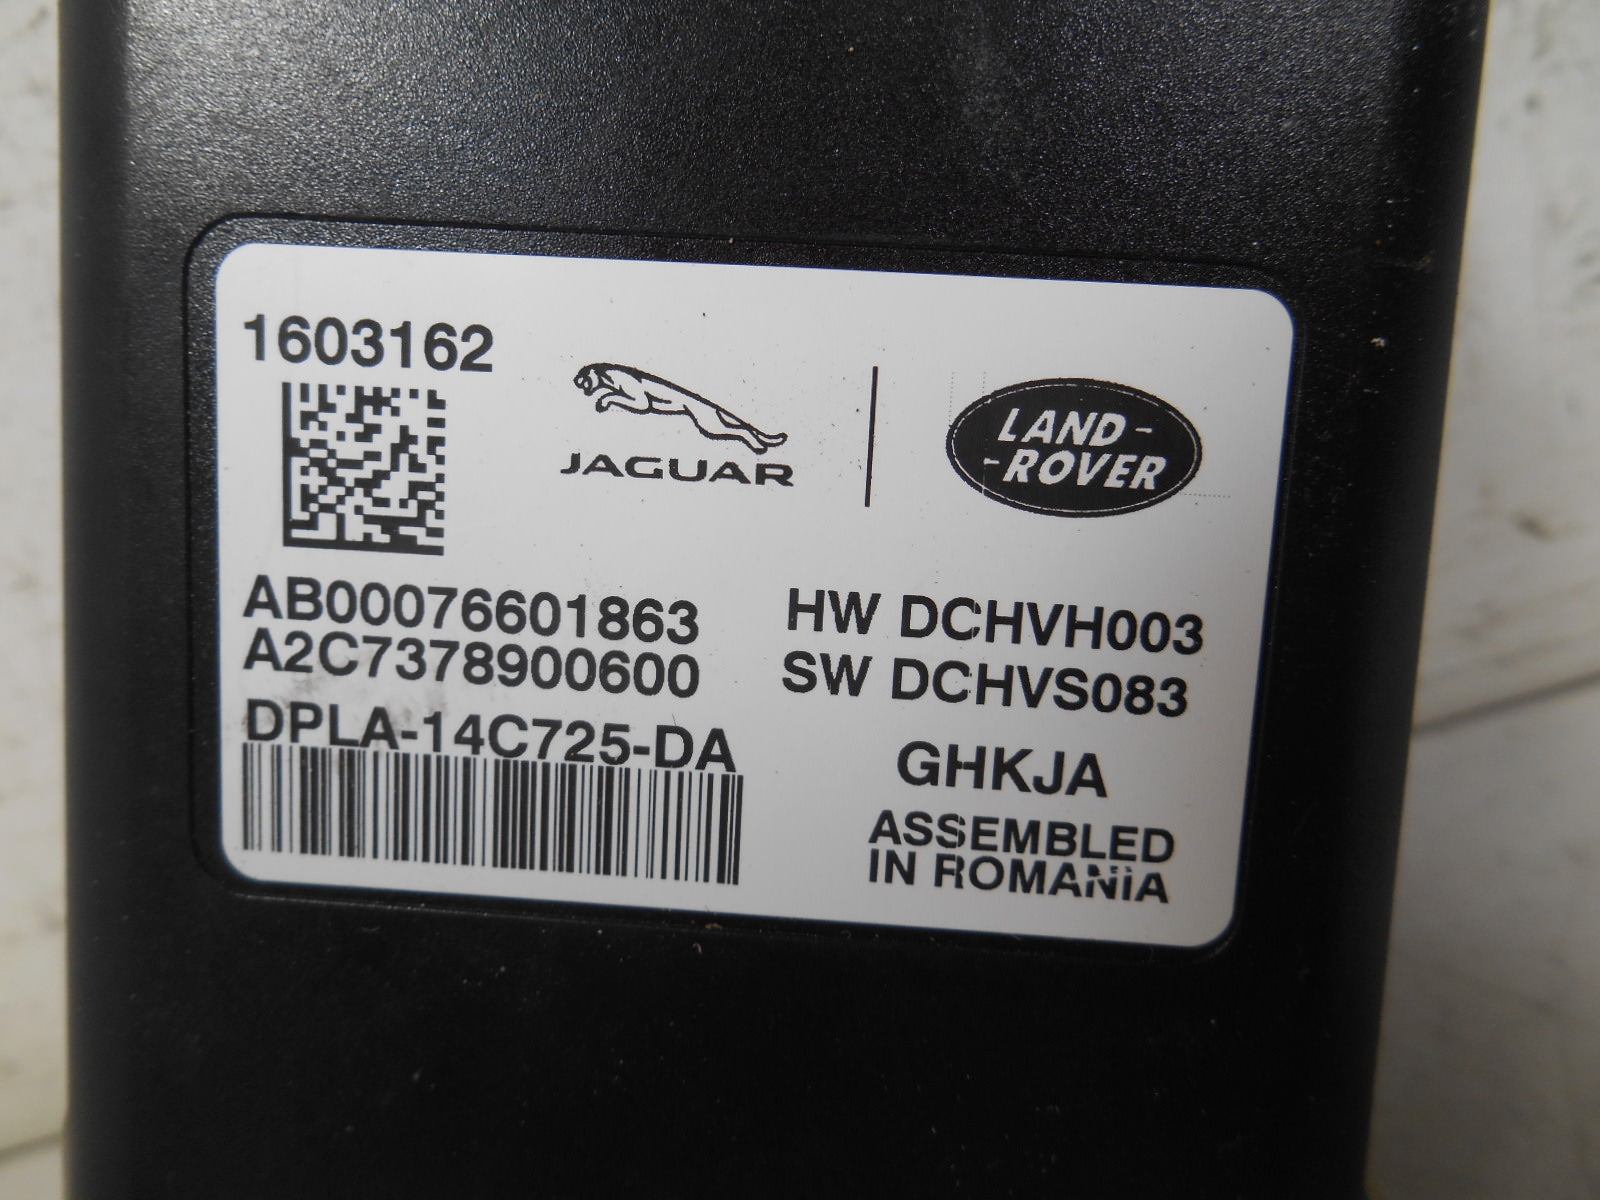 1603162
JAGUAR
LAND-
-ROVER
AB00076601863
A2C7378900600
DPLA-14C725-DA
HW DCHVH003
SW DCHVS083
GHKJA
ASSEMBLED
IN ROMANIA